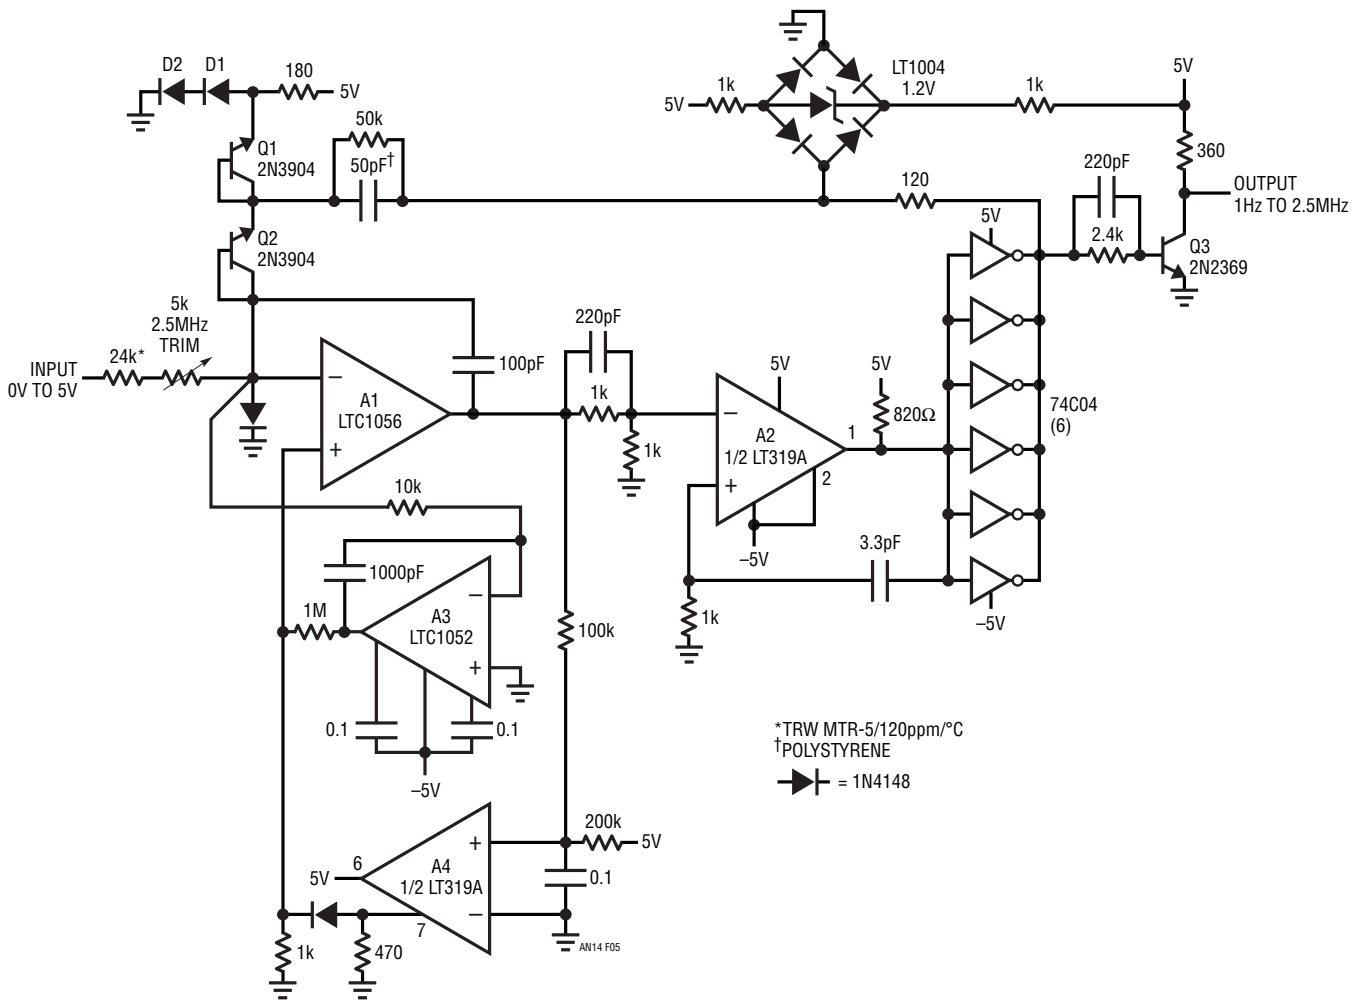 D2
D1
180
5V
50k
50pF†
Q1
2N3904
Q2
2N3904
5k
2.5MHz
TRIM
24k*
INPUT
0V TO 5V
A1
LTC1056
–
+
100pF
220pF
1k
1k
5V
1k
LT1004
1.2V
1k
5V
360
OUTPUT
1Hz TO 2.5MHz
120
220pF
2.4k
Q3
2N2369
5V
74C04
(6)
–5V
5V
A2
1/2 LT319A
–
+
1
2
–5V
5V
820Ω
3.3pF
1k
10k
1000pF
1M
A3
LTC1052
–
+
0.1
0.1
–5V
100k
200k
5V
0.1
A4
1/2 LT319A
+
–
6
5V
7
1k
470
AN14 F05
*TRW MTR-5/120ppm/°C
†POLYSTYRENE
= 1N4148